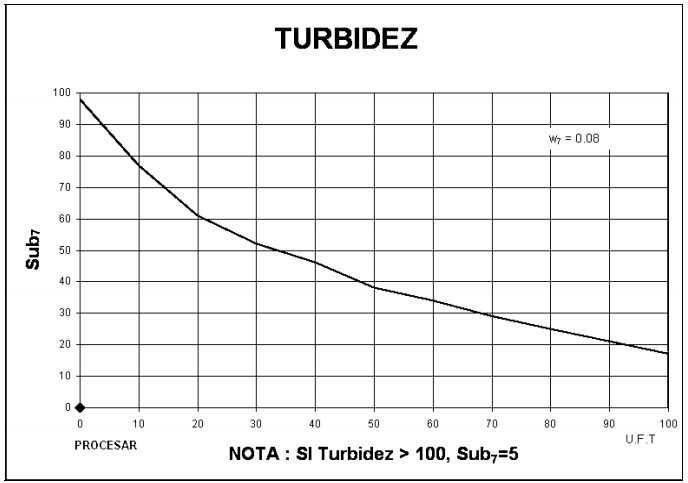 TURBIDEZ
100
90
80
70
60
50
40
30
20
10
0
Sub₇
w₇ = 0.08
0 10 20 30 40 50 60 70 80 90 100
U.F.T
PROCESAR
NOTA : SI Turbidez > 100, Sub₇=5